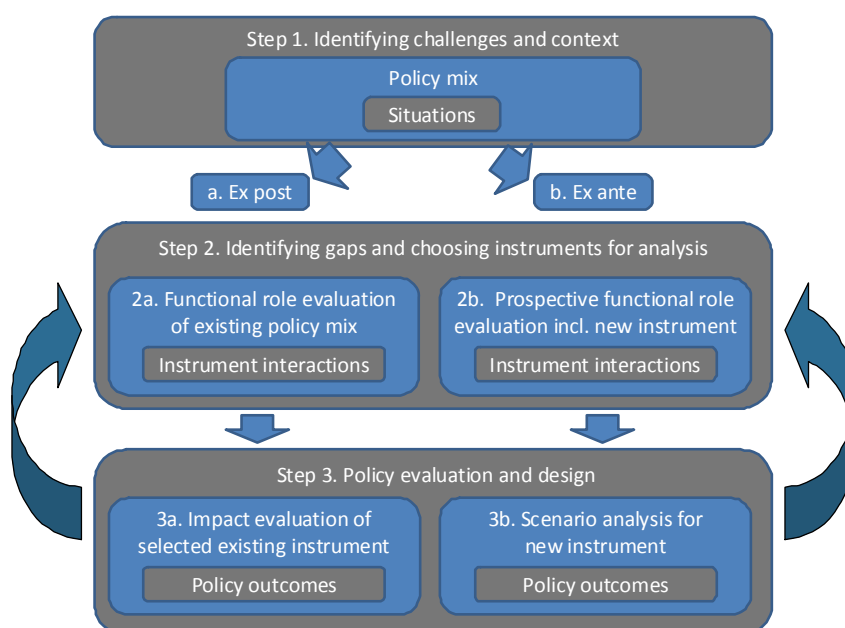 Step 1. Identifying challenges and context
Policy mix
Situations
a. Ex post
b. Ex ante
Step 2. Identifying gaps and choosing instruments for analysis
2a. Functional role evaluation
of existing policy mix
Instrument interactions
2b. Prospective functional role
evaluation incl. new instrument
Instrument interactions
Step 3. Policy evaluation and design
3a. Impact evaluation of
selected existing instrument
Policy outcomes
3b. Scenario analysis for
new instrument
Policy outcomes